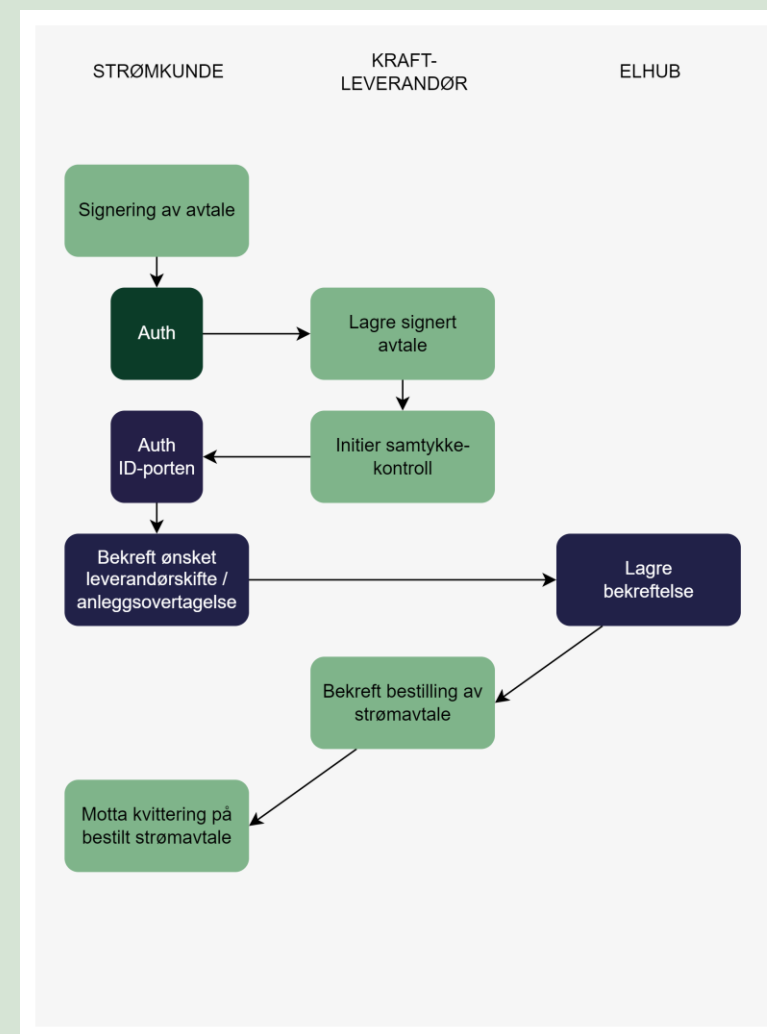 STRØMKUNDE
KRAFT-
LEVERANDØR
ELHUB
Signering av avtale
Auth
Lagre signert
avtale
Auth
ID-porten
Initier samtykke-
kontroll
Bekreft ønsket
leverandørskifte /
anleggsovertagelse
Lagre
bekreftelse
Bekreft bestilling av
strømavtale
Motta kvittering på
bestilt strømavtale